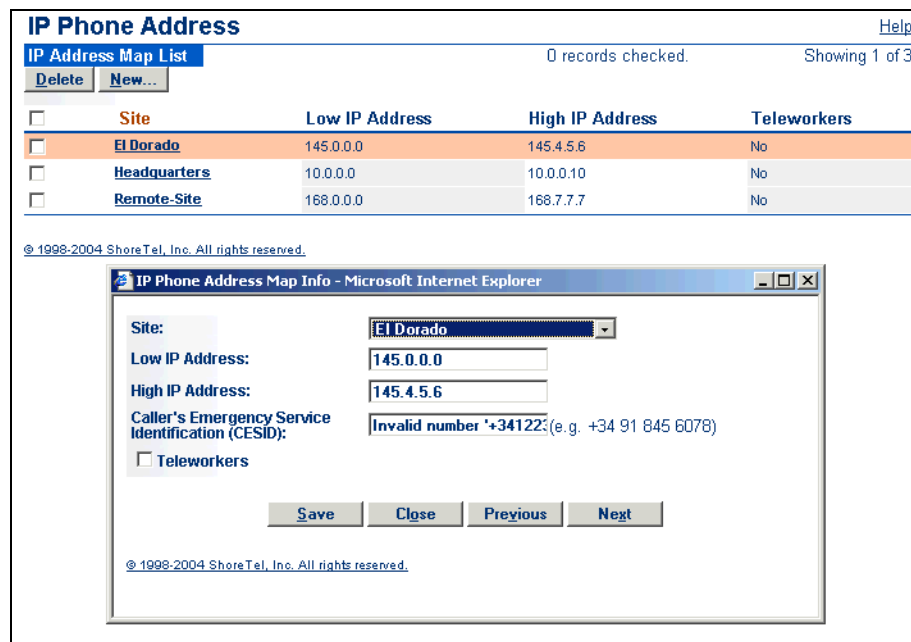 IP Phone Address
Help
IP Address Map List 0 records checked. Showing 1 of 3
Delete New...
Site Low IP Address High IP Address Teleworkers
El Dorado 145.0.0.0 145.4.5.6 No
Headquarters 10.0.0.0 10.0.0.10 No
Remote-Site 168.0.0.0 168.7.7.7 No
© 1998-2004 ShoreTel, Inc. All rights reserved.
IP Phone Address Map Info - Microsoft Internet Explorer
Site: El Dorado
Low IP Address: 145.0.0.0
High IP Address: 145.4.5.6
Caller's Emergency Service
Identification (CESID): Invalid number '+341223 (e.g. +34 91 845 6078)
Teleworkers
Save Close Previous Next
© 1998-2004 ShoreTel, Inc. All rights reserved.